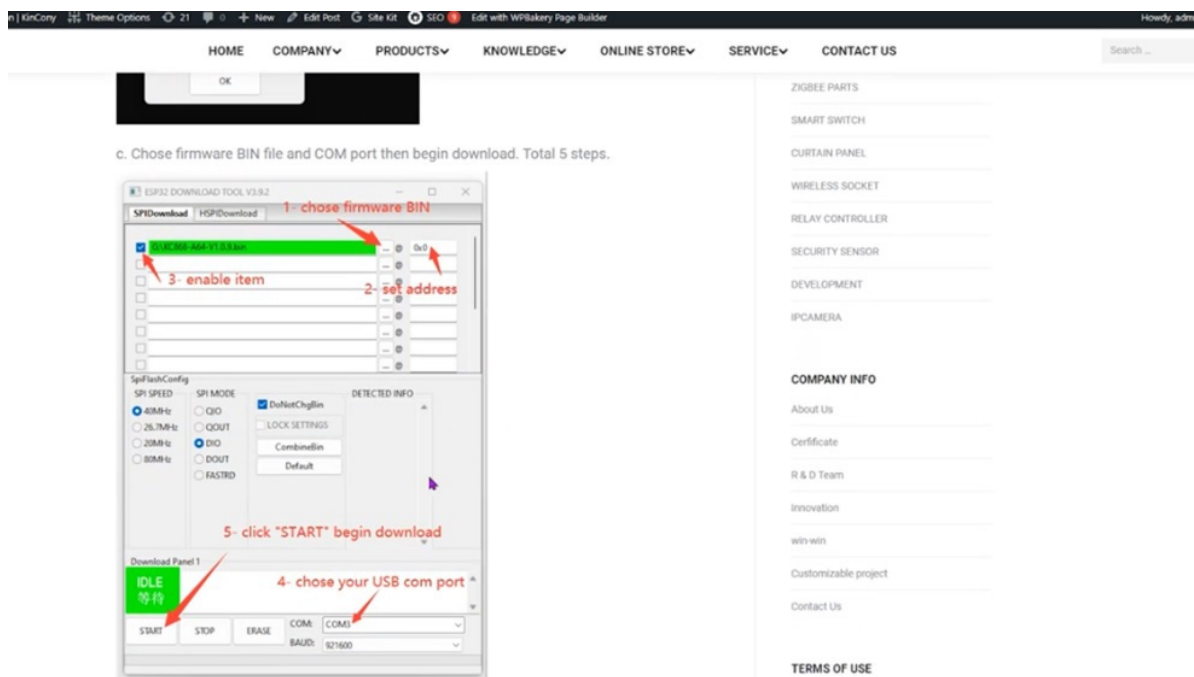 n | KinCony Theme Options 21 0 New Edit Post Site Kit SEO 9 Edit with WPBakery Page Builder Howdy, adm
HOME COMPANY PRODUCTS KNOWLEDGE ONLINE STORE SERVICE CONTACT US Search ...
OK
c. Chose firmware BIN file and COM port then begin download. Total 5 steps.
ESP32 DOWNLOAD TOOL V3.9.2
SPIDownload HSPIDownload
1- chose firmware BIN
... @ 0x0
... @
3- enable item
... @
2- set address
... @
... @
... @
... @
SpiFlashConfig
SPI SPEED
40MHz
26.7MHz
20MHz
80MHz
SPI MODE
QIO
QOUT
DIO
DOUT
FASTRD
DoNotChgBin
LOCK SETTINGS
CombineBin
Default
DETECTED INFO
5- click "START" begin download
Download Panel 1
IDLE
等待
4- chose your USB com port
START STOP ERASE
COM: COM3
BAUD: 921600
ZIGBEE PARTS
SMART SWITCH
CURTAIN PANEL
WIRELESS SOCKET
RELAY CONTROLLER
SECURITY SENSOR
DEVELOPMENT
IPCAMERA
COMPANY INFO
About Us
Cerfificate
R & D Team
Innovation
win-win
Customizable project
Contact Us
TERMS OF USE